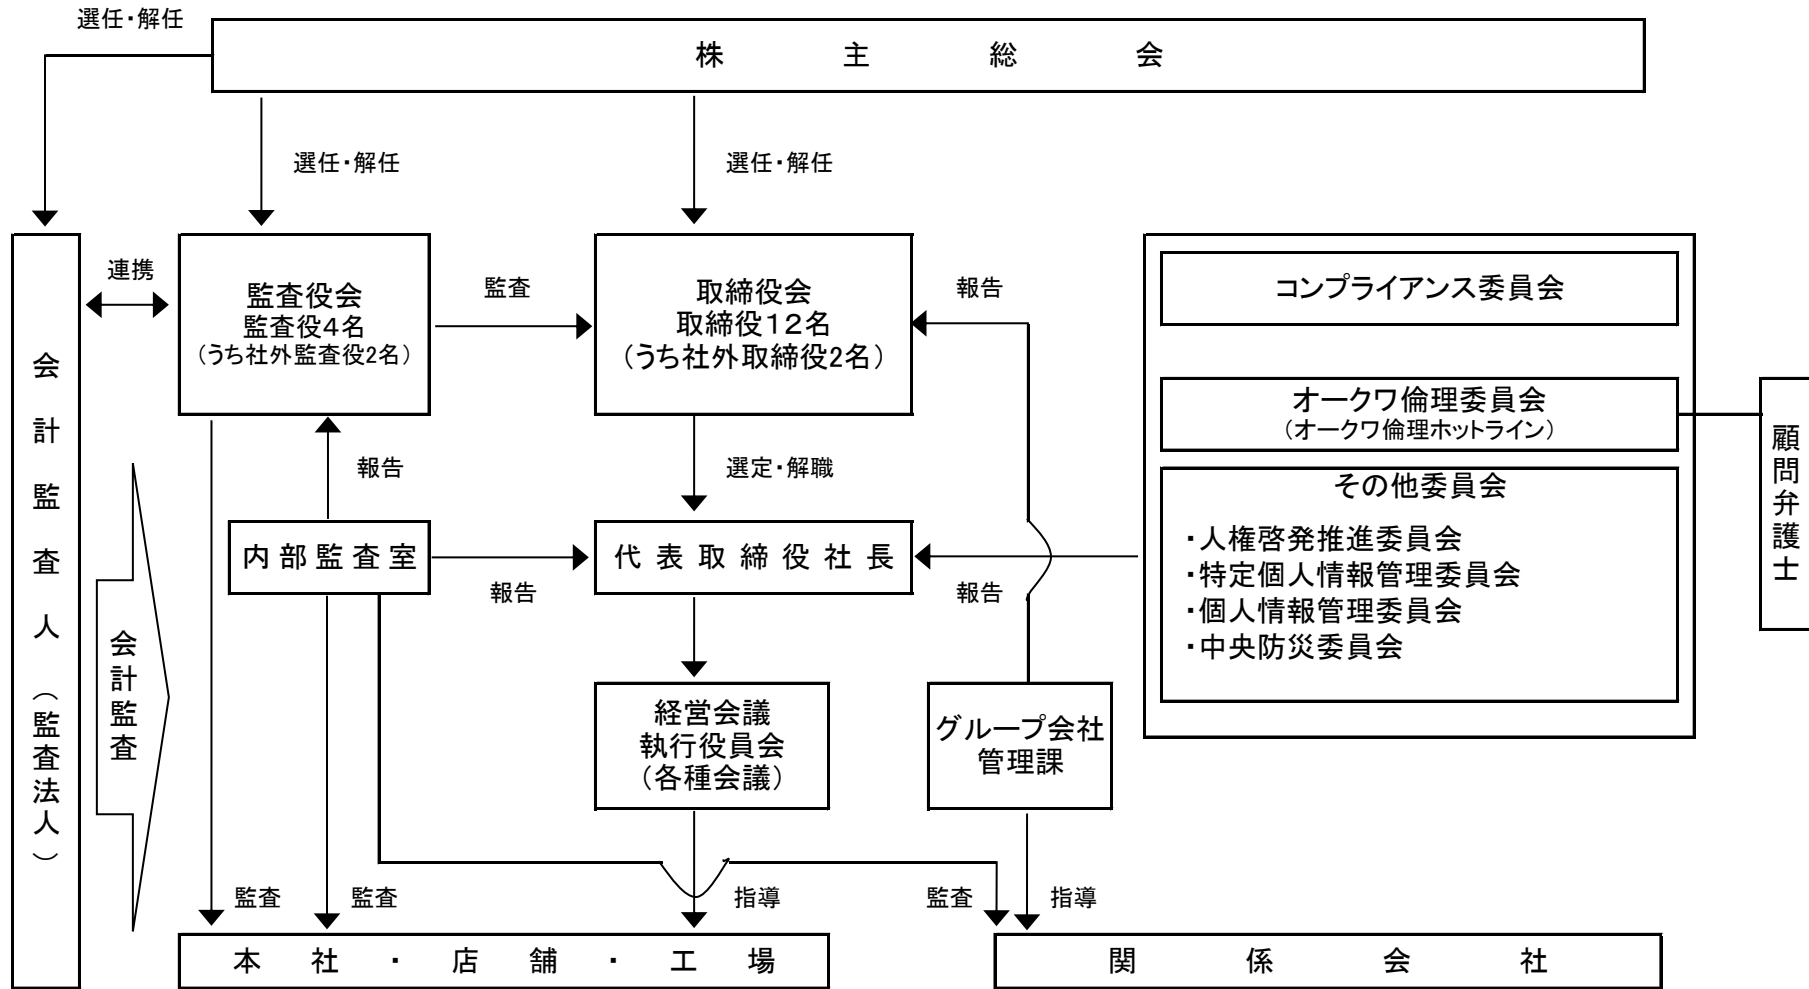 選任・解任
株主総会
選任・解任
選任・解任
会計監査人（監査法人）
連携
監査役会
監査役4名
（うち社外監査役2名）
監査
取締役会
取締役12名
（うち社外取締役2名）
報告
コンプライアンス委員会
オークワ倫理委員会
（オークワ倫理ホットライン）
顧問弁護士
その他委員会
・人権啓発推進委員会
・特定個人情報管理委員会
・個人情報管理委員会
・中央防災委員会
報告
選定・解職
内部監査室
報告
代表取締役社長
報告
会計監査
経営会議
執行役員会
（各種会議）
グループ会社
管理課
監査
監査
指導
監査
指導
本社・店舗・工場
関係会社